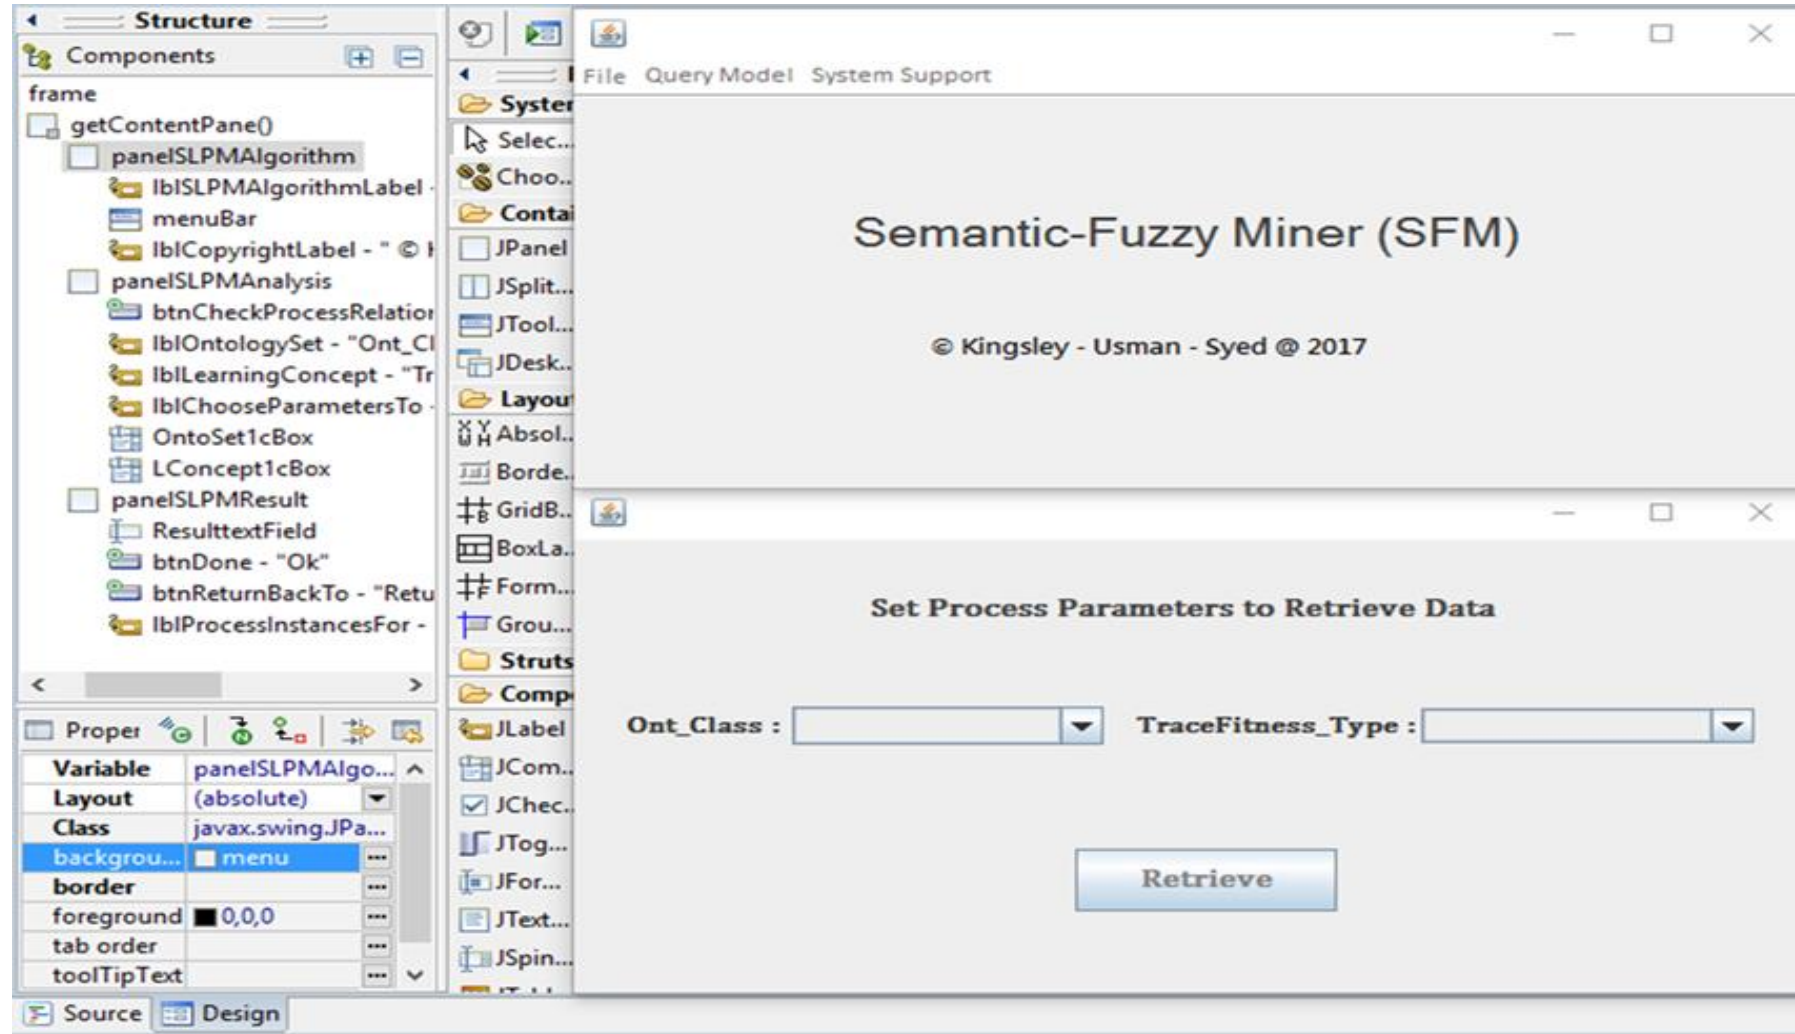 Structure
Components
frame
getContentPane()
panelSLPMAlgorithm
lblSLPMAlgorithmLabel -
menuBar
lblCopyrightLabel - " ©
panelSLPMAnalysis
btnCheckProcessRelation
lblOntologySet - "Ont_Cl
lblLearningConcept - "Tr
lblChooseParametersTo -
OntoSet1cBox
LConcept1cBox
panelSLPMResult
ResulttextField
btnDone - "Ok"
btnReturnBackTo - "Retu
lblProcessInstancesFor -
Proper
Variable panelSLPMAlgo...
Layout (absolute)
Class javax.swing.JPa...
backgrou... menu
border
foreground 0,0,0
tab order
toolTipText
Source Design
System
Selec...
Choo...
Contai
JPanel
JSplit...
JTool...
JDesk...
Layou
Absol...
Borde...
GridB...
BoxLa...
Form...
Grou...
Struts
Comp
JLabel
JCom...
JChec...
JTog...
JFor...
JText...
JSpin...
File Query Model System Support
Semantic-Fuzzy Miner (SFM)
© Kingsley - Usman - Syed @ 2017
Set Process Parameters to Retrieve Data
Ont_Class : TraceFitness_Type :
Retrieve